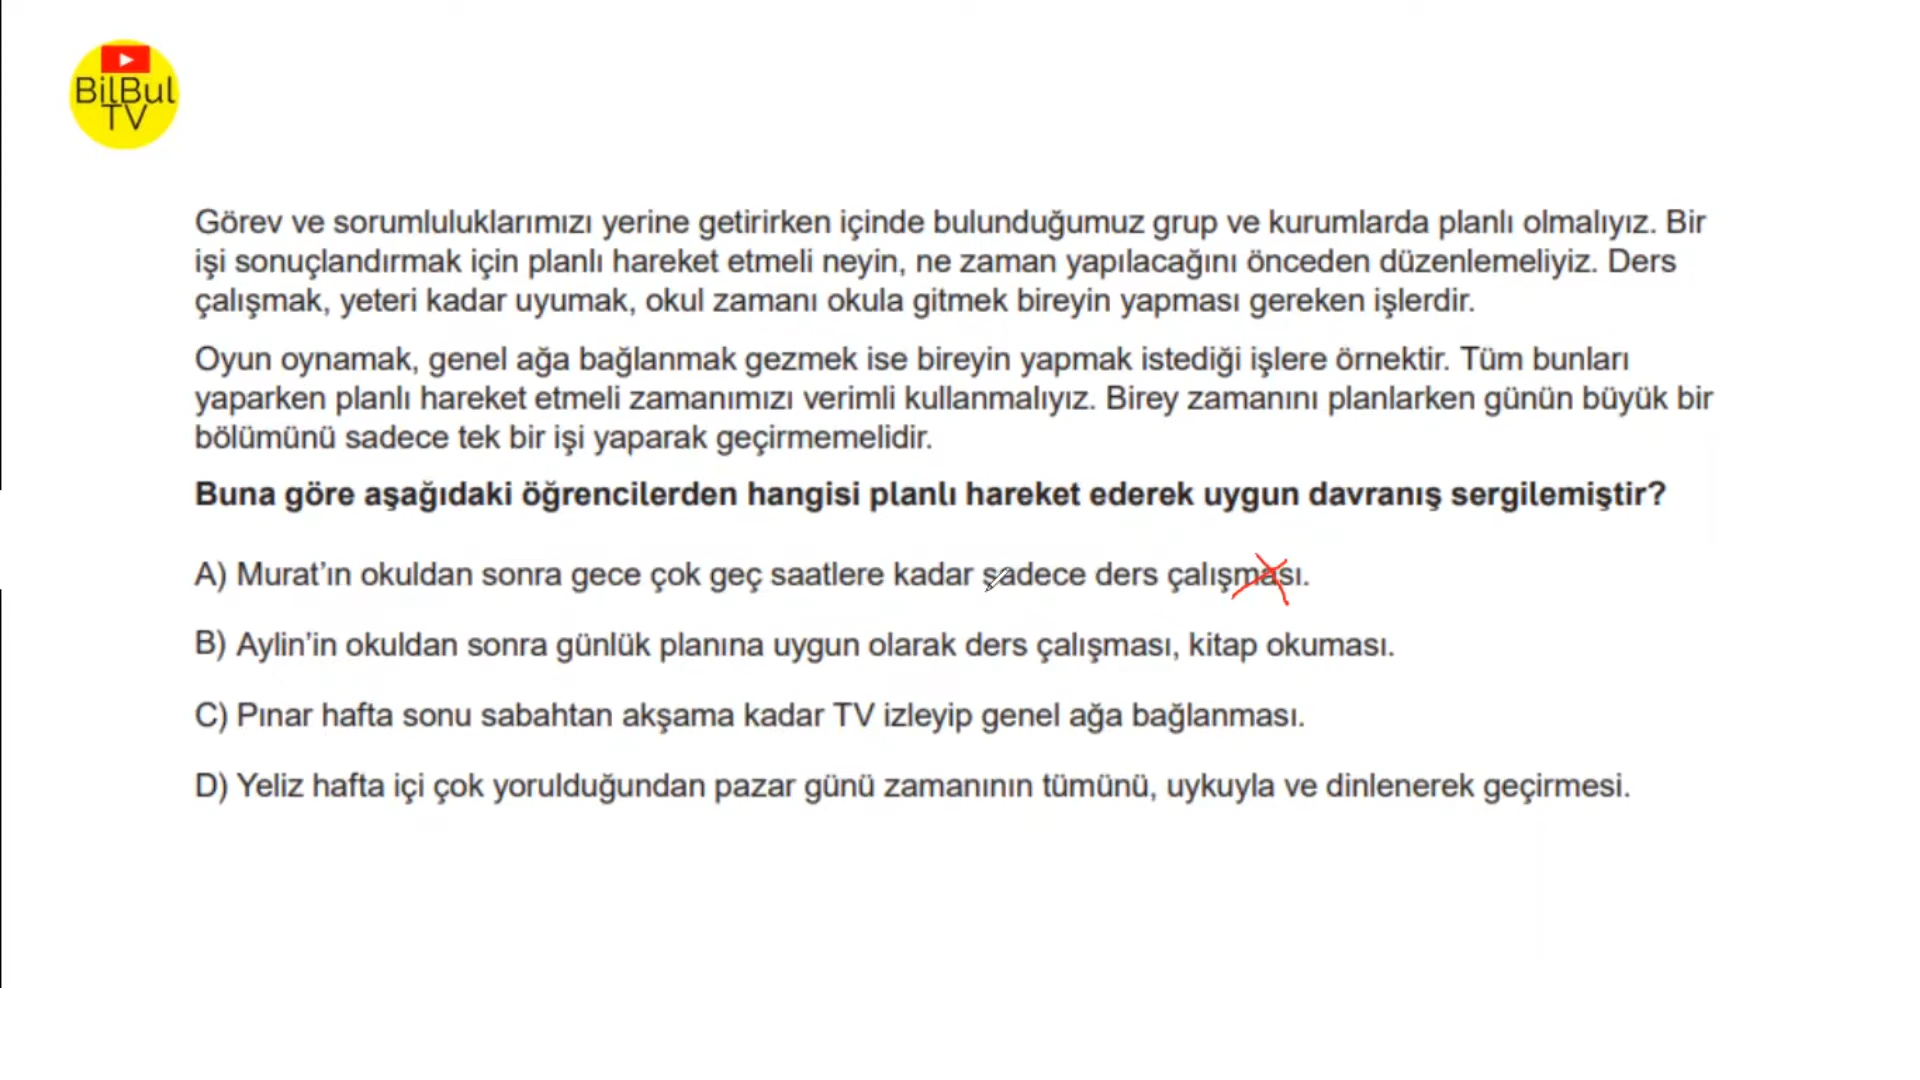 BilBul
TV
Görev ve sorumluluklarımızı yerine getirirken içinde bulunduğumuz grup ve kurumlarda planlı olmalıyız. Bir
işi sonuçlandırmak için planlı hareket etmeli neyin, ne zaman yapılacağını önceden düzenlemeliyiz. Ders
çalışmak, yeteri kadar uyumak, okul zamanı okula gitmek bireyin yapması gereken işlerdir.
Oyun oynamak, genel ağa bağlanmak gezmek ise bireyin yapmak istediği işlere örnektir. Tüm bunları
yaparken planlı hareket etmeli zamanımızı verimli kullanmalıyız. Birey zamanını planlarken günün büyük bir
bölümünü sadece tek bir işi yaparak geçirmemelidir.
Buna göre aşağıdaki öğrencilerden hangisi planlı hareket ederek uygun davranış sergilemiştir?
A) Murat’ın okuldan sonra gece çok geç saatlere kadar sadece ders çalışması.
B) Aylin’in okuldan sonra günlük planına uygun olarak ders çalışması, kitap okuması.
C) Pınar hafta sonu sabahtan akşama kadar TV izleyip genel ağa bağlanması.
D) Yeliz hafta içi çok yorulduğundan pazar günü zamanının tümünü, uykuyla ve dinlenerek geçirmesi.